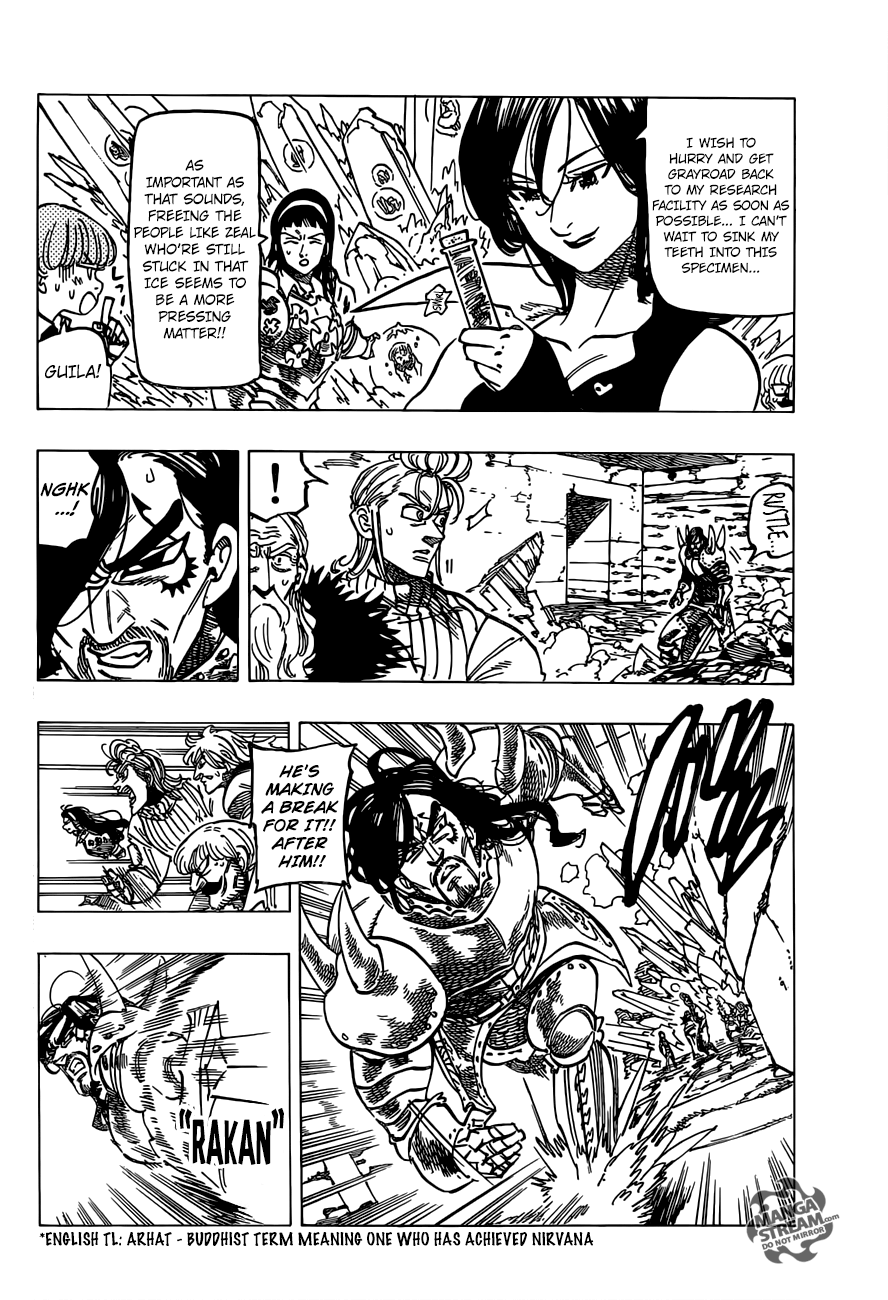 I WISH TO
HURRY AND GET
GRAYROAD BACK
TO MY RESEARCH
FACILITY AS SOON AS
POSSIBLE... I CAN'T
WAIT TO SINK MY
TEETH INTO THIS
SPECIMEN...
AS
IMPORTANT AS
THAT SOUNDS,
FREEING THE
PEOPLE LIKE ZEAL
WHO'RE STILL
STUCK IN THAT
ICE SEEMS TO
BE A MORE
PRESSING
MATTER!!
GUILA!
RUSTLE...
!
NGHK
...!
HE'S
MAKING
A BREAK
FOR IT!!
AFTER
HIM!!
"RAKAN"
*ENGLISH TL: ARHAT - BUDDHIST TERM MEANING ONE WHO HAS ACHIEVED NIRVANA
MANGA
STREAM.com
DO NOT MIRROR